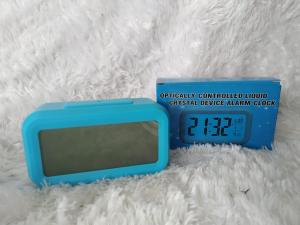 OPTICALLY CONTROLLED LIQUID
CRYSTAL DEVICE ALARM CLOCK
21:32